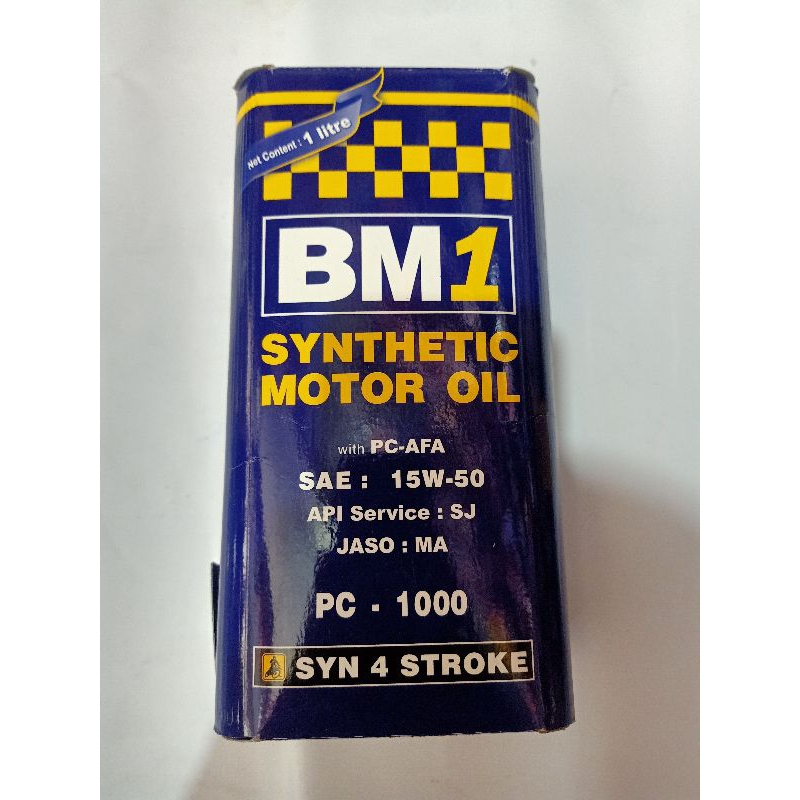 Net Content : 1 litre
BM1
SYNTHETIC
MOTOR OIL
with PC-AFA
SAE : 15W-50
API Service : SJ
JASO : MA
PC - 1000
SYN 4 STROKE